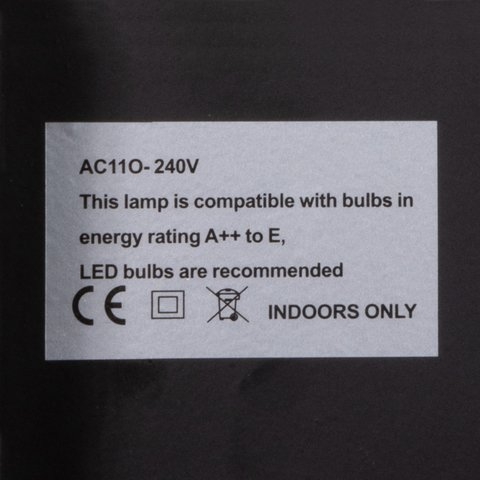 AC11O- 240V
This lamp is compatible with bulbs in
energy rating A++ to E,
LED bulbs are recommended
CE INDOORS ONLY